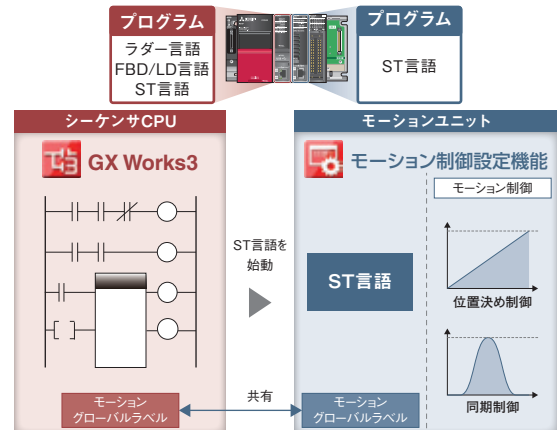 プログラム
ラダー言語
FBD/LD言語
ST言語
プログラム
ST言語
シーケンサCPU
GX Works3
モーションユニット
モーション制御設定機能
モーション制御
ST言語を
始動
ST言語
位置決め制御
同期制御
モーション
グローバルラベル
共有
モーション
グローバルラベル